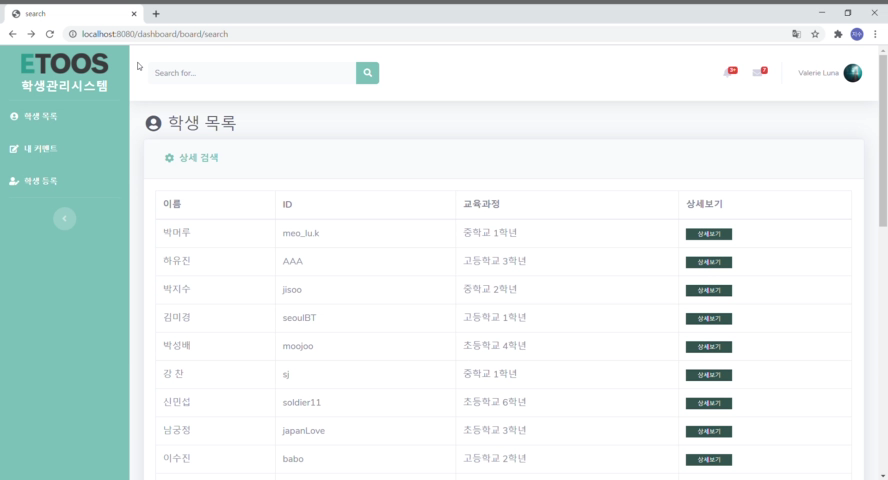 search
localhost:8080/dashboard/board/search
지수
ETOOS
학생관리시스템
학생 목록
내 커멘트
학생 등록
Search for...
3+
7
Valerie Luna
학생 목록
상세 검색
이름 ID 교육과정 상세보기
박머루 meo_lu.k 중학교 1학년 상세보기
하유진 AAA 고등학교 3학년 상세보기
박지수 jisoo 중학교 2학년 상세보기
김미경 seoulBT 고등학교 1학년 상세보기
박성배 moojoo 초등학교 4학년 상세보기
강 찬 sj 중학교 1학년 상세보기
신민섭 soldier11 초등학교 6학년 상세보기
남궁정 japanLove 초등학교 3학년 상세보기
이수진 babo 고등학교 2학년 상세보기